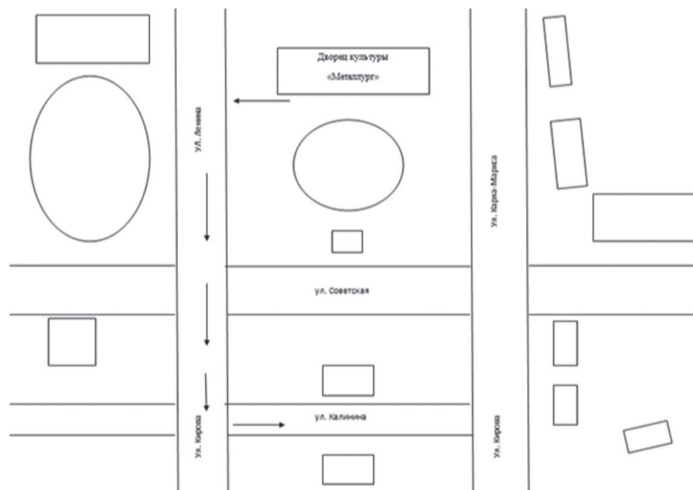 Дворец культуры
«Металлург»
Ул. Ленина
Ул. Карла-Маркса
ул. Советская
ул. Калинина
Ул. Кирова
Ул. Кирова